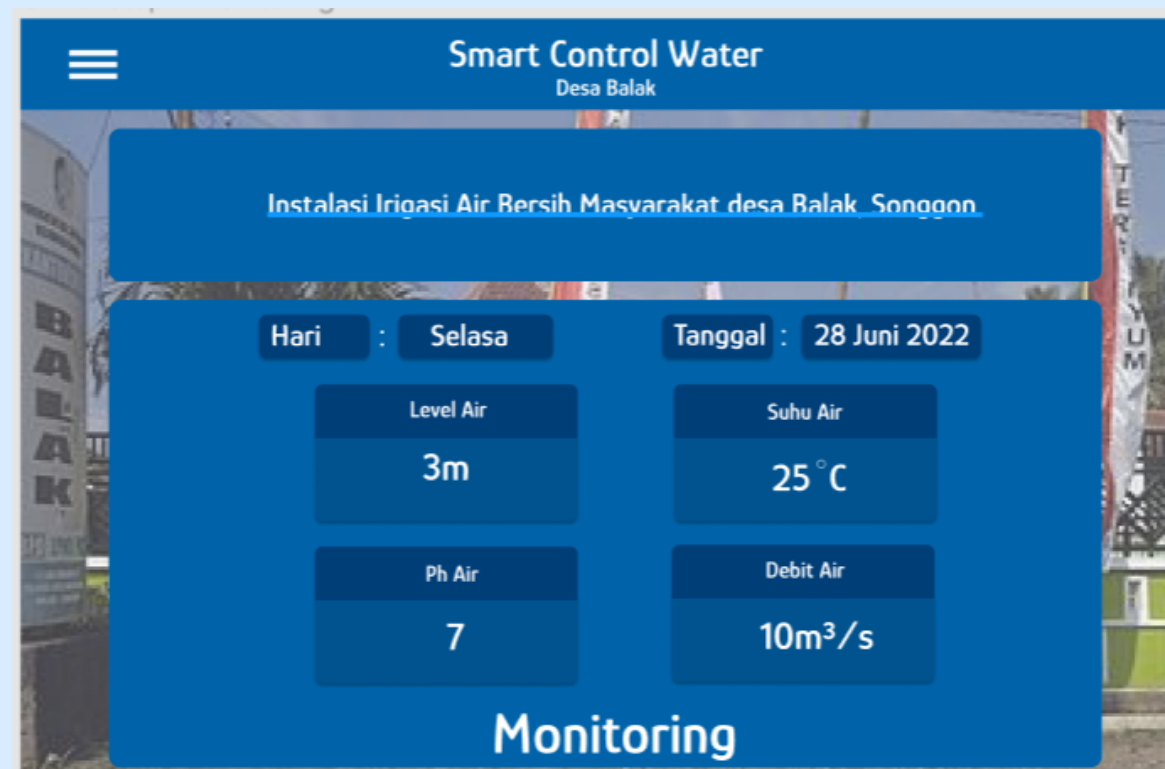 Smart Control Water
Desa Balak
Instalasi Irigasi Air Bersih Masyarakat desa Balak, Songgon
Hari : Selasa Tanggal : 28 Juni 2022
Level Air Suhu Air
3m 25°C
Ph Air Debit Air
7 10m³/s
Monitoring
BALAK